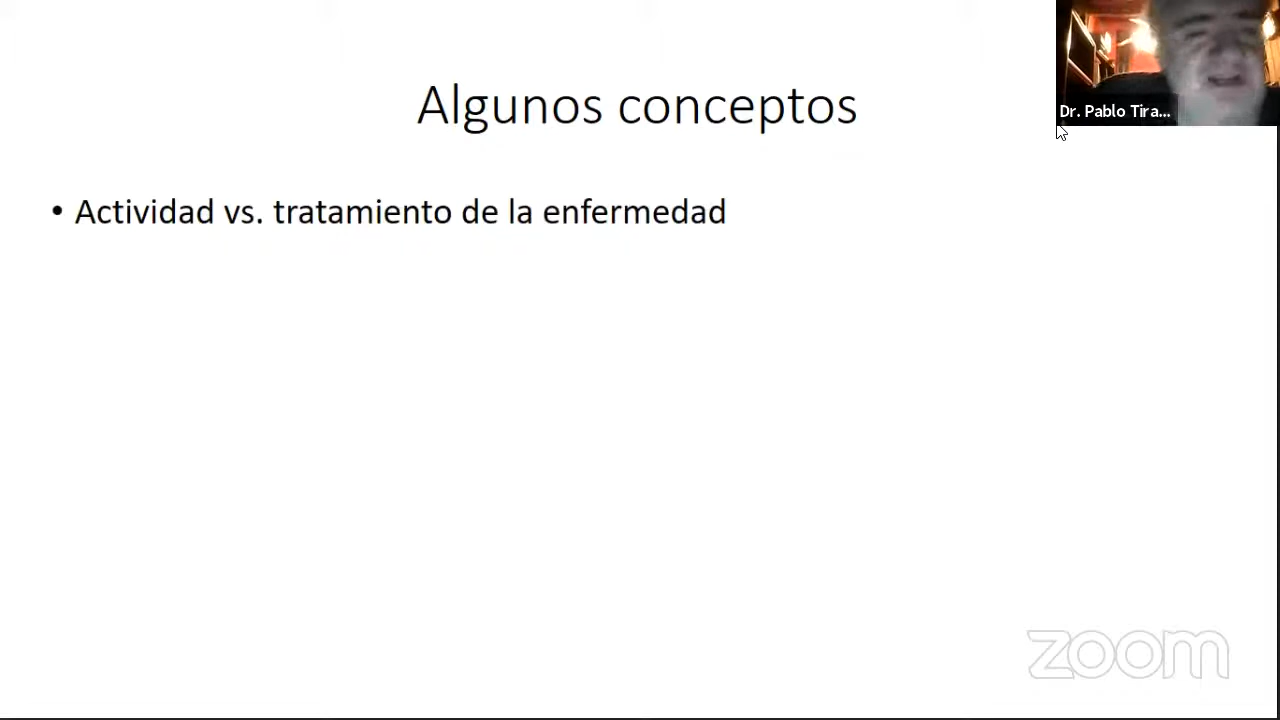 Algunos conceptos
Dr. Pablo Tira...
• Actividad vs. tratamiento de la enfermedad
zoom